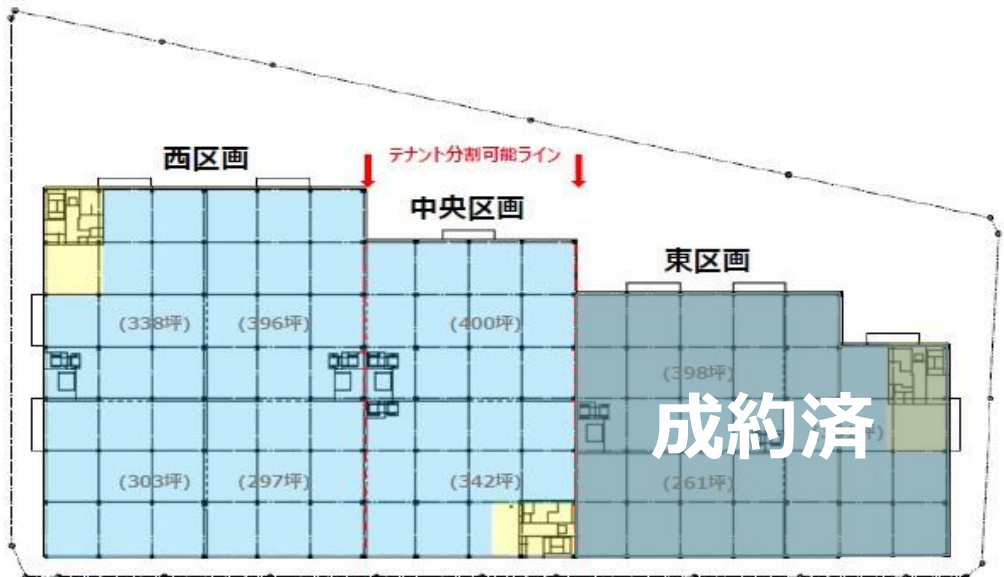 西区画
テナント分割可能ライン
中央区画
東区画
(338坪)
(396坪)
(400坪)
(398坪)
成約済
(303坪)
(297坪)
(342坪)
(261坪)